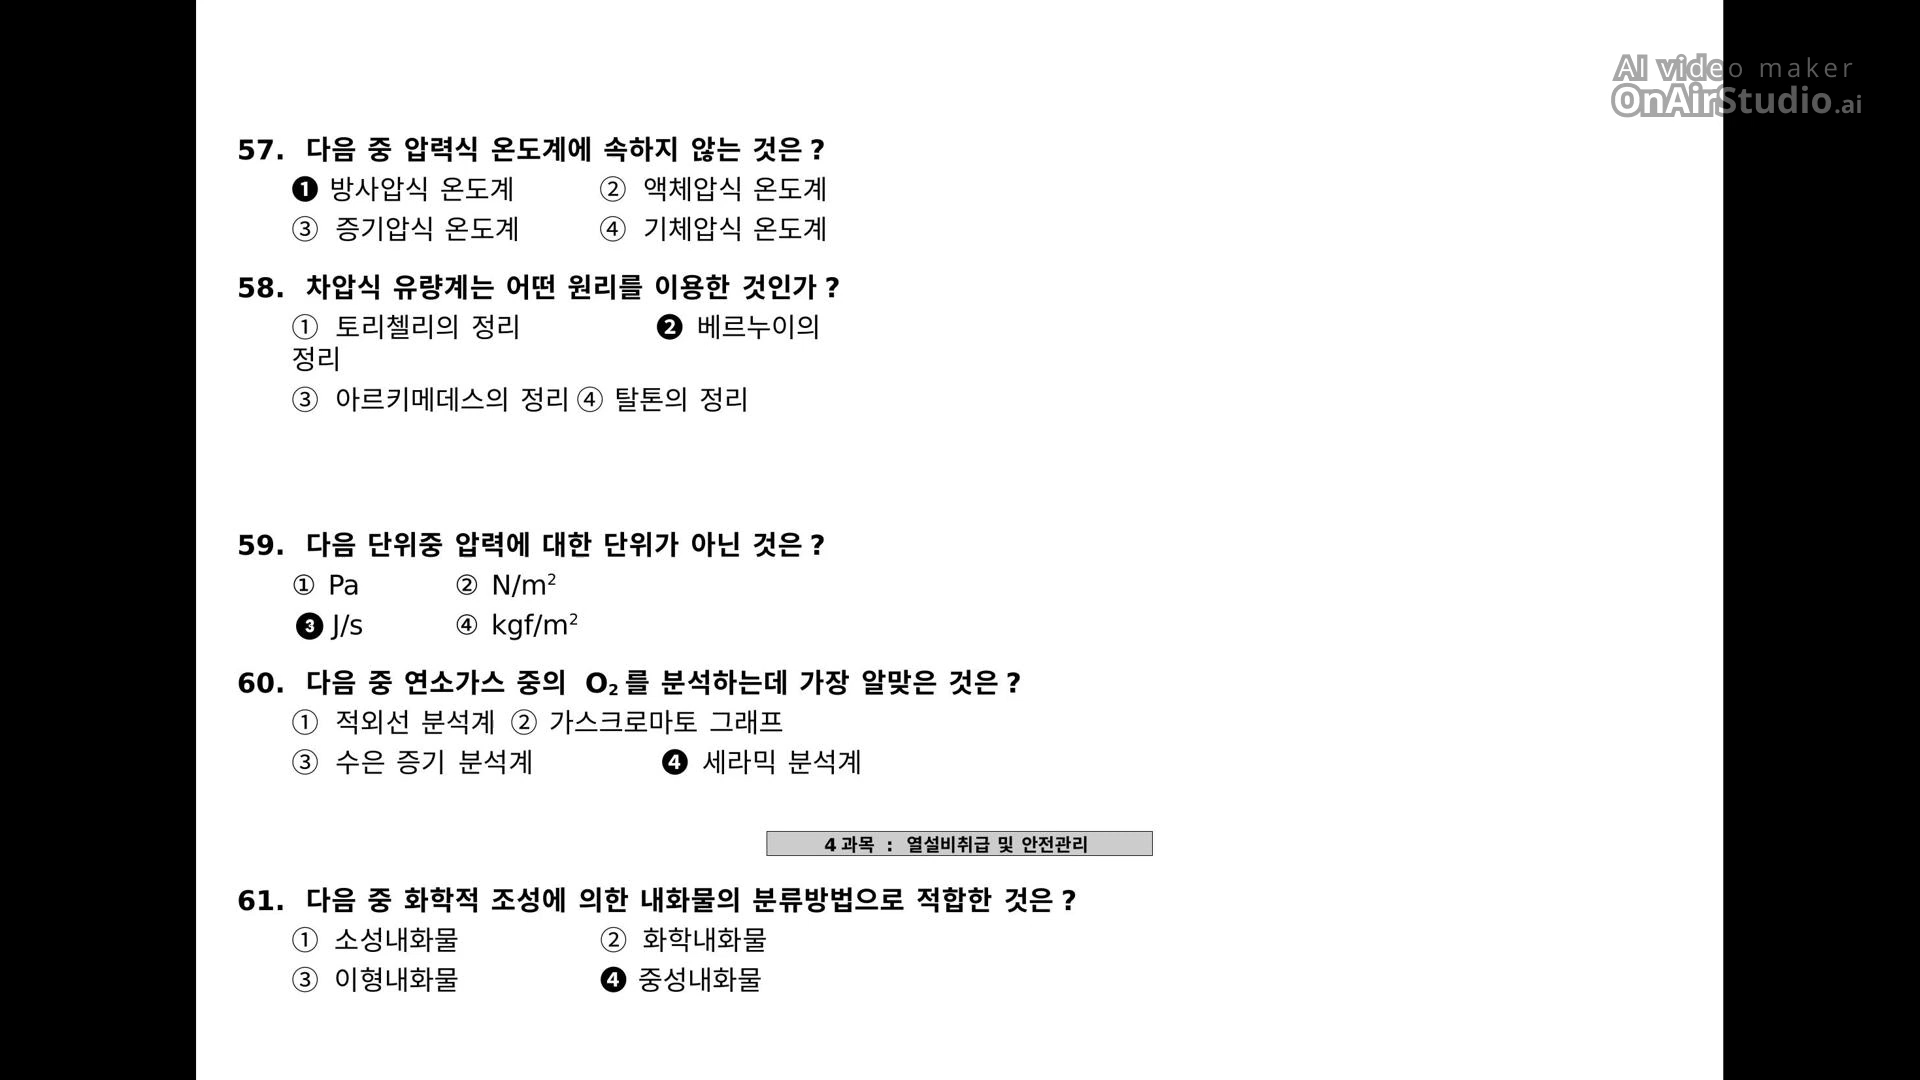 AI video maker
OnAirStudio.ai
57. 다음 중 압력식 온도계에 속하지 않는 것은?
❶ 방사압식 온도계 ② 액체압식 온도계
③ 증기압식 온도계 ④ 기체압식 온도계
58. 차압식 유량계는 어떤 원리를 이용한 것인가?
① 토리첼리의 정리 ❷ 베르누이의
정리
③ 아르키메데스의 정리 ④ 탈톤의 정리
59. 다음 단위중 압력에 대한 단위가 아닌 것은?
① Pa ② N/m²
❸ J/s ④ kgf/m²
60. 다음 중 연소가스 중의 O₂를 분석하는데 가장 알맞은 것은?
① 적외선 분석계 ② 가스크로마토 그래프
③ 수은 증기 분석계 ❹ 세라믹 분석계
4과목 : 열설비취급 및 안전관리
61. 다음 중 화학적 조성에 의한 내화물의 분류방법으로 적합한 것은?
① 소성내화물 ② 화학내화물
③ 이형내화물 ❹ 중성내화물